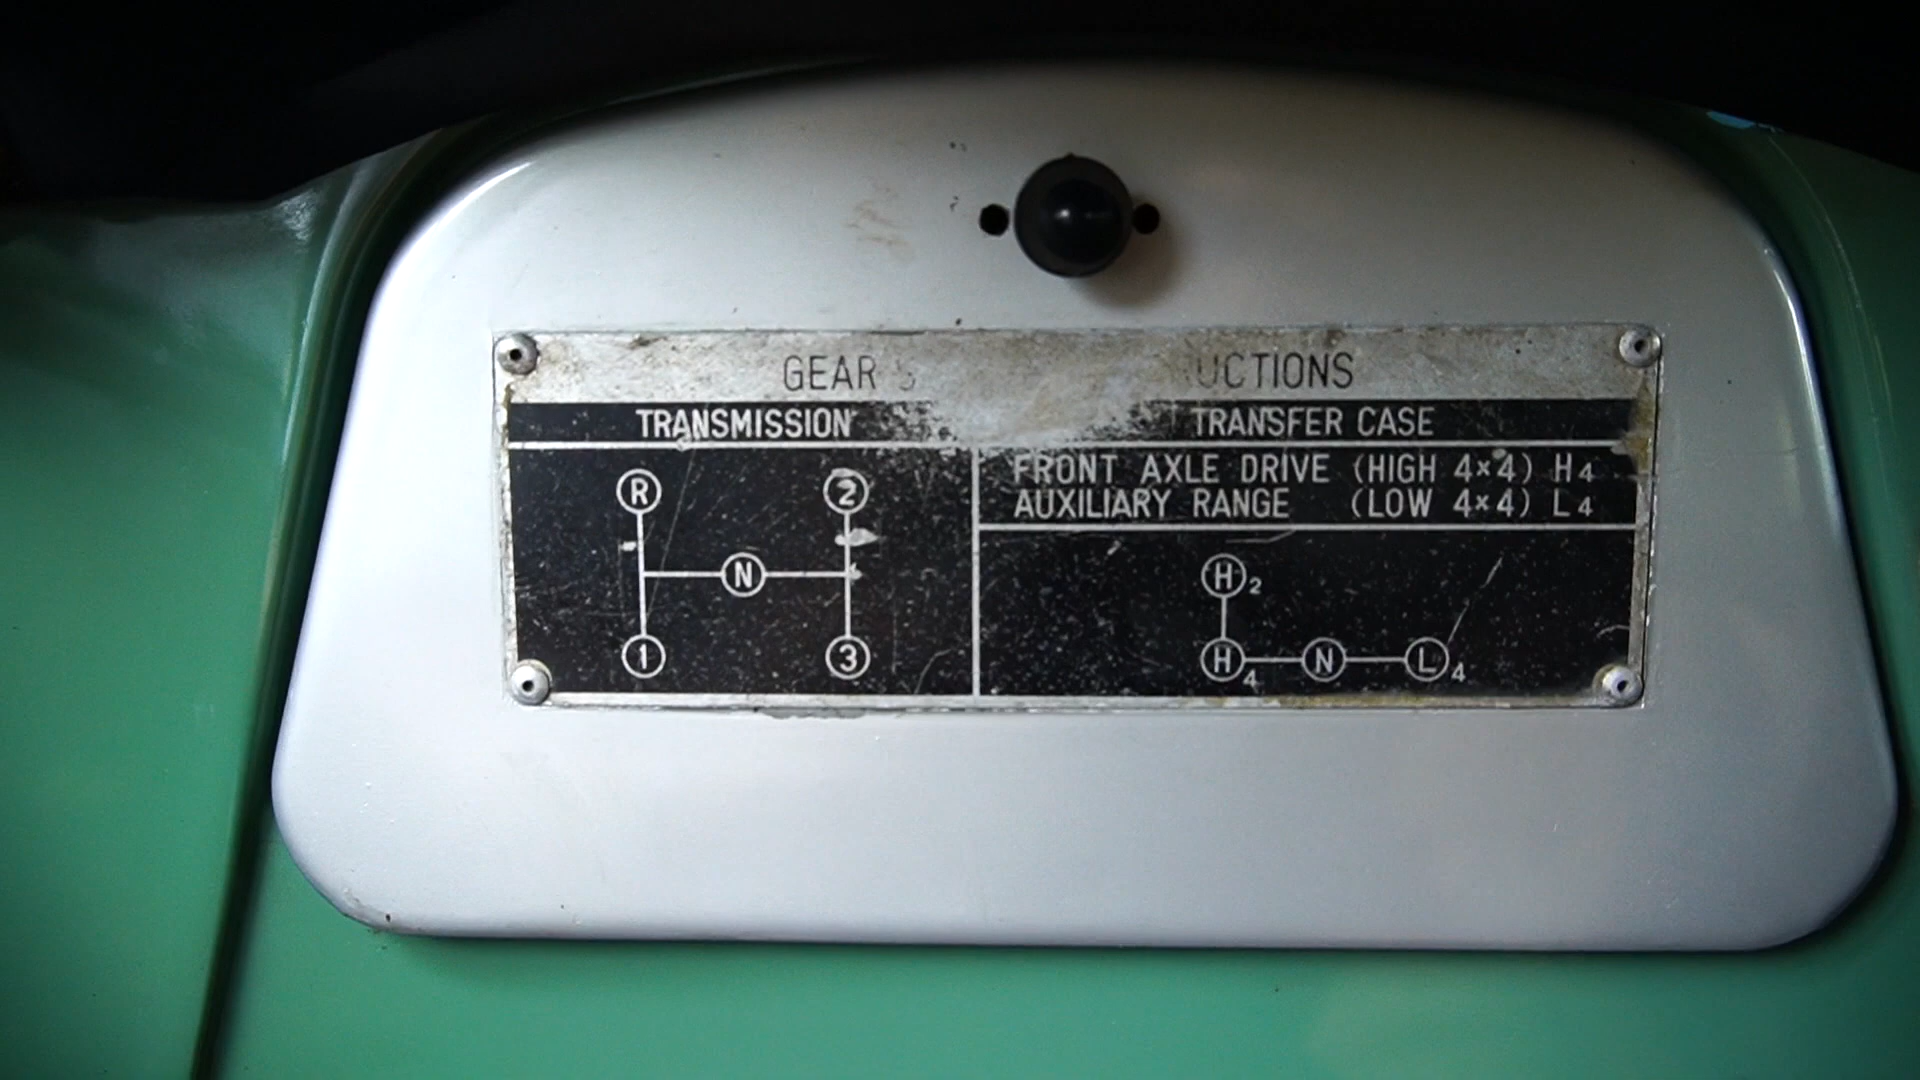 GEAR
TRANSMISSION
TRANSFER CASE
FRONT AXLE DRIVE (HIGH 4×4) H4
AUXILIARY RANGE (LOW 4×4) L4
R 2
N
1 3
H2
H4 N L4